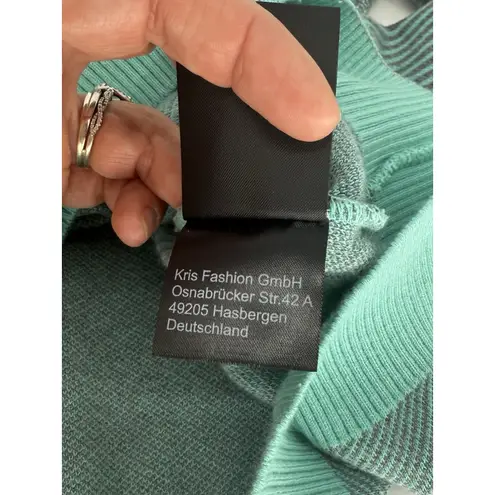 Kris Fashion GmbH
Osnabrücker Str.42 A
49205 Hasbergen
Deutschland